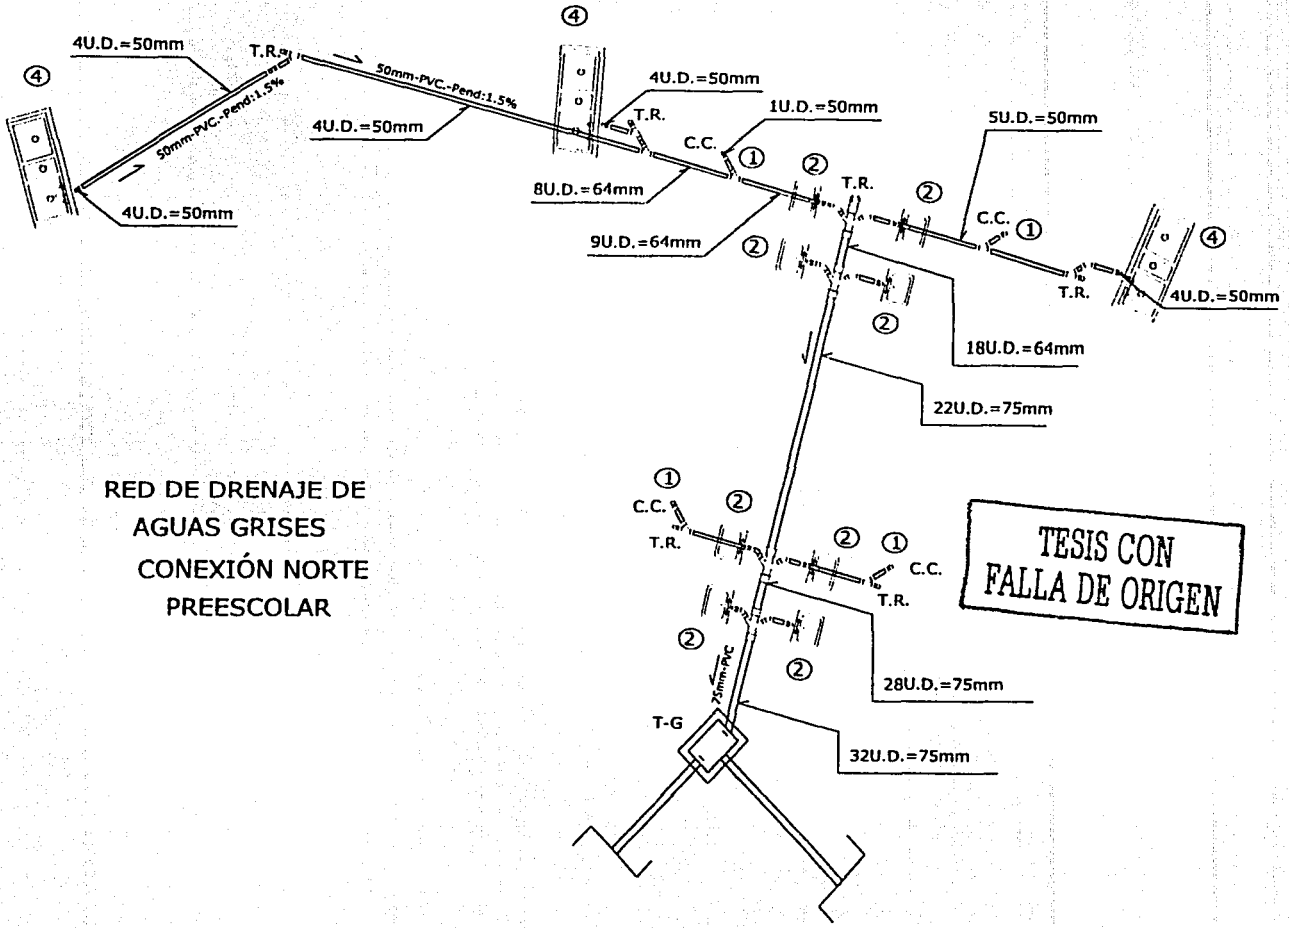 ④
4U.D.=50mm
T.R.
④
50mm-PVC.-Pend:1.5%
4U.D.=50mm
50mm-PVC.-Pend:1.5%
4U.D.=50mm
4U.D.=50mm
T.R.
1U.D.=50mm
C.C.
①
8U.D.=64mm
②
T.R.
②
5U.D.=50mm
C.C.
①
④
9U.D.=64mm
②
T.R.
4U.D.=50mm
②
18U.D.=64mm
22U.D.=75mm
RED DE DRENAJE DE
AGUAS GRISES
CONEXIÓN NORTE
PREESCOLAR
①
C.C.
②
T.R.
②
①
C.C.
T.R.
TESIS CON
FALLA DE ORIGEN
②
②
28U.D.=75mm
75mm-PVC
T-G
32U.D.=75mm